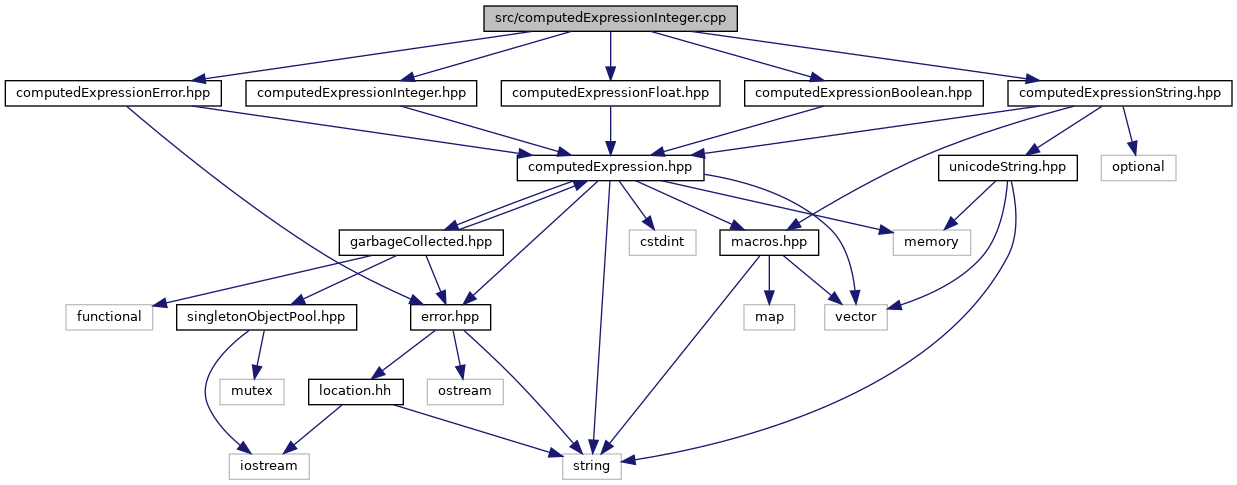 src/computedExpressionInteger.cpp
computedExpressionError.hpp
computedExpressionInteger.hpp
computedExpressionFloat.hpp
computedExpressionBoolean.hpp
computedExpressionString.hpp
computedExpression.hpp
unicodeString.hpp
optional
garbageCollected.hpp
cstdint
macros.hpp
memory
functional
singletonObjectPool.hpp
error.hpp
map
vector
mutex
location.hh
ostream
iostream
string